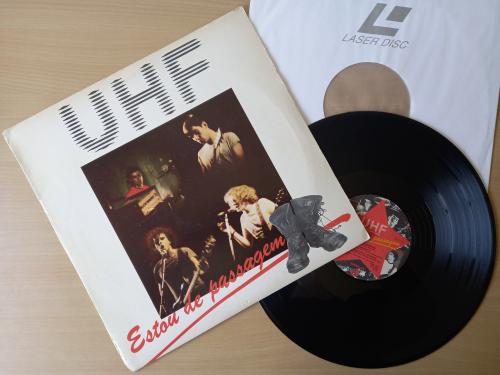 UHF
Estou de passagem
LASER DISC
UHF